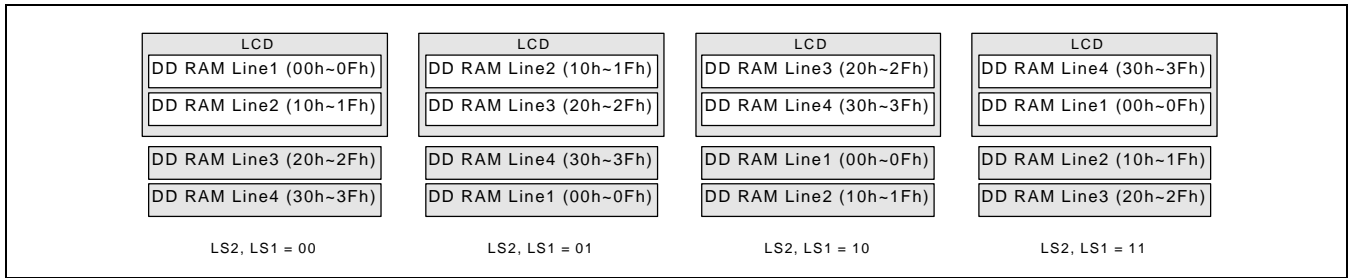 LCD
DD RAM Line1 (00h~0Fh)
DD RAM Line2 (10h~1Fh)
DD RAM Line3 (20h~2Fh)
DD RAM Line4 (30h~3Fh)
LS2, LS1 = 00
LCD
DD RAM Line2 (10h~1Fh)
DD RAM Line3 (20h~2Fh)
DD RAM Line4 (30h~3Fh)
DD RAM Line1 (00h~0Fh)
LS2, LS1 = 01
LCD
DD RAM Line3 (20h~2Fh)
DD RAM Line4 (30h~3Fh)
DD RAM Line1 (00h~0Fh)
DD RAM Line2 (10h~1Fh)
LS2, LS1 = 10
LCD
DD RAM Line4 (30h~3Fh)
DD RAM Line1 (00h~0Fh)
DD RAM Line2 (10h~1Fh)
DD RAM Line3 (20h~2Fh)
LS2, LS1 = 11